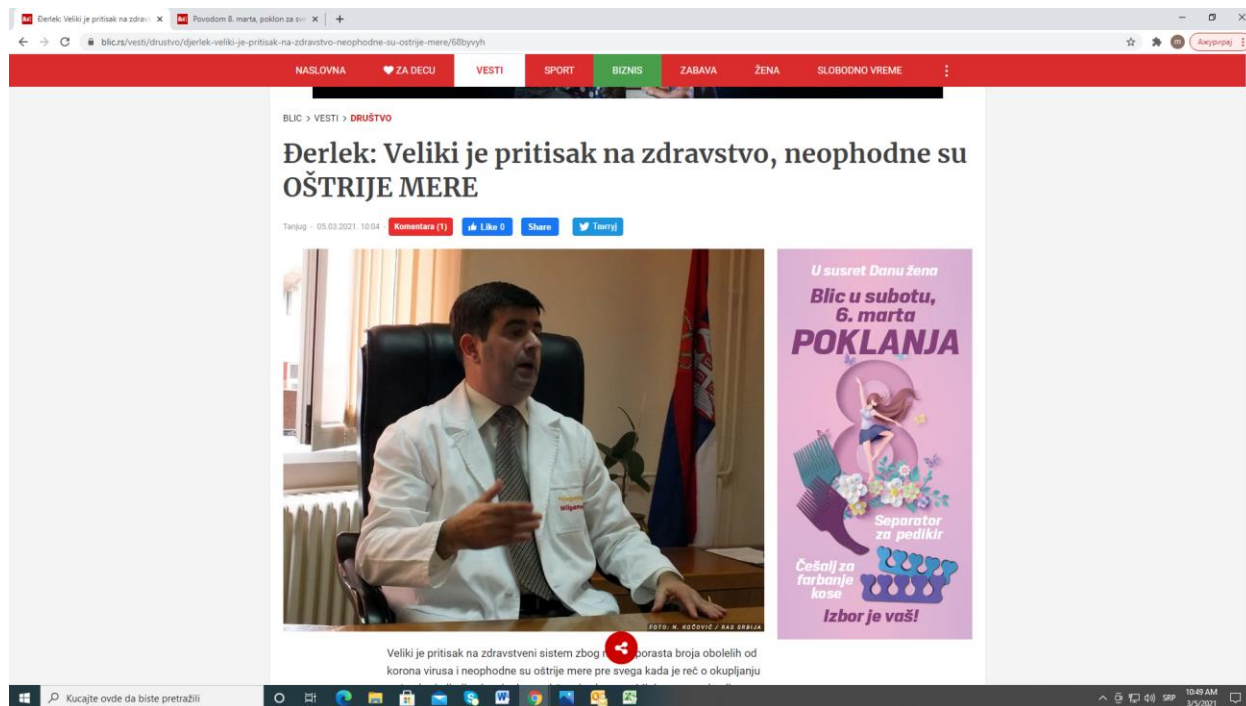 Đerlek: Veliki je pritisak na zdravs
Povodom 8. marta, poklon za sve
blic.rs/vesti/drustvo/djerlek-veliki-je-pritisak-na-zdravstvo-neophodne-su-ostrije-mere/68byvyh
m
Ажурирај
NASLOVNA ZA DECU VESTI SPORT BIZNIS ZABAVA ŽENA SLOBODNO VREME
BLIC > VESTI > DRUŠTVO
Đerlek: Veliki je pritisak na zdravstvo, neophodne su
OŠTRIJE MERE
Tanjug - 05.03.2021. 10:04 - Komentara (1) Like 0 Share Твитуј
FOTO: N. KOČOVIĆ / RAS SRBIJA
U susret Danu žena
Blic u subotu,
6. marta
POKLANJA
8
Separator
za pedikir
Češalj za
farbanje
kose
Izbor je vaš!
Veliki je pritisak na zdravstveni sistem zbog porasta broja obolelih od
korona virusa i neophodne su oštrije mere pre svega kada je reč o okupljanju
Kucajte ovde da biste pretražili
SRP
10:49 AM
3/5/2021